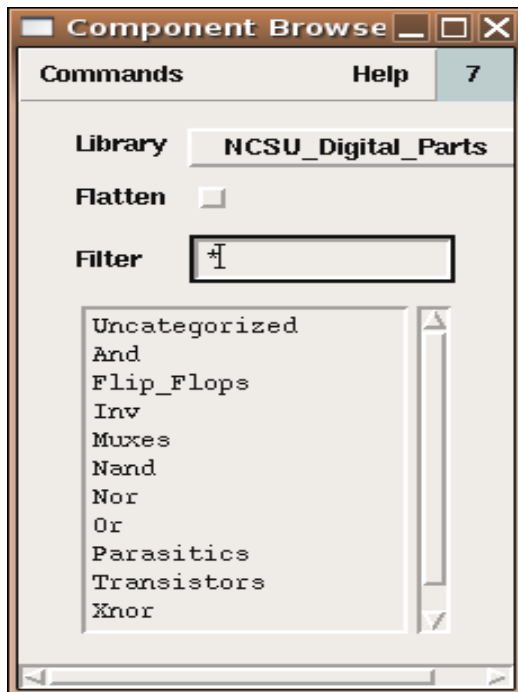 Component Browse
Commands Help 7
Library NCSU_Digital_Parts
Flatten
Filter *
Uncategorized
And
Flip_Flops
Inv
Muxes
Nand
Nor
Or
Parasitics
Transistors
Xnor